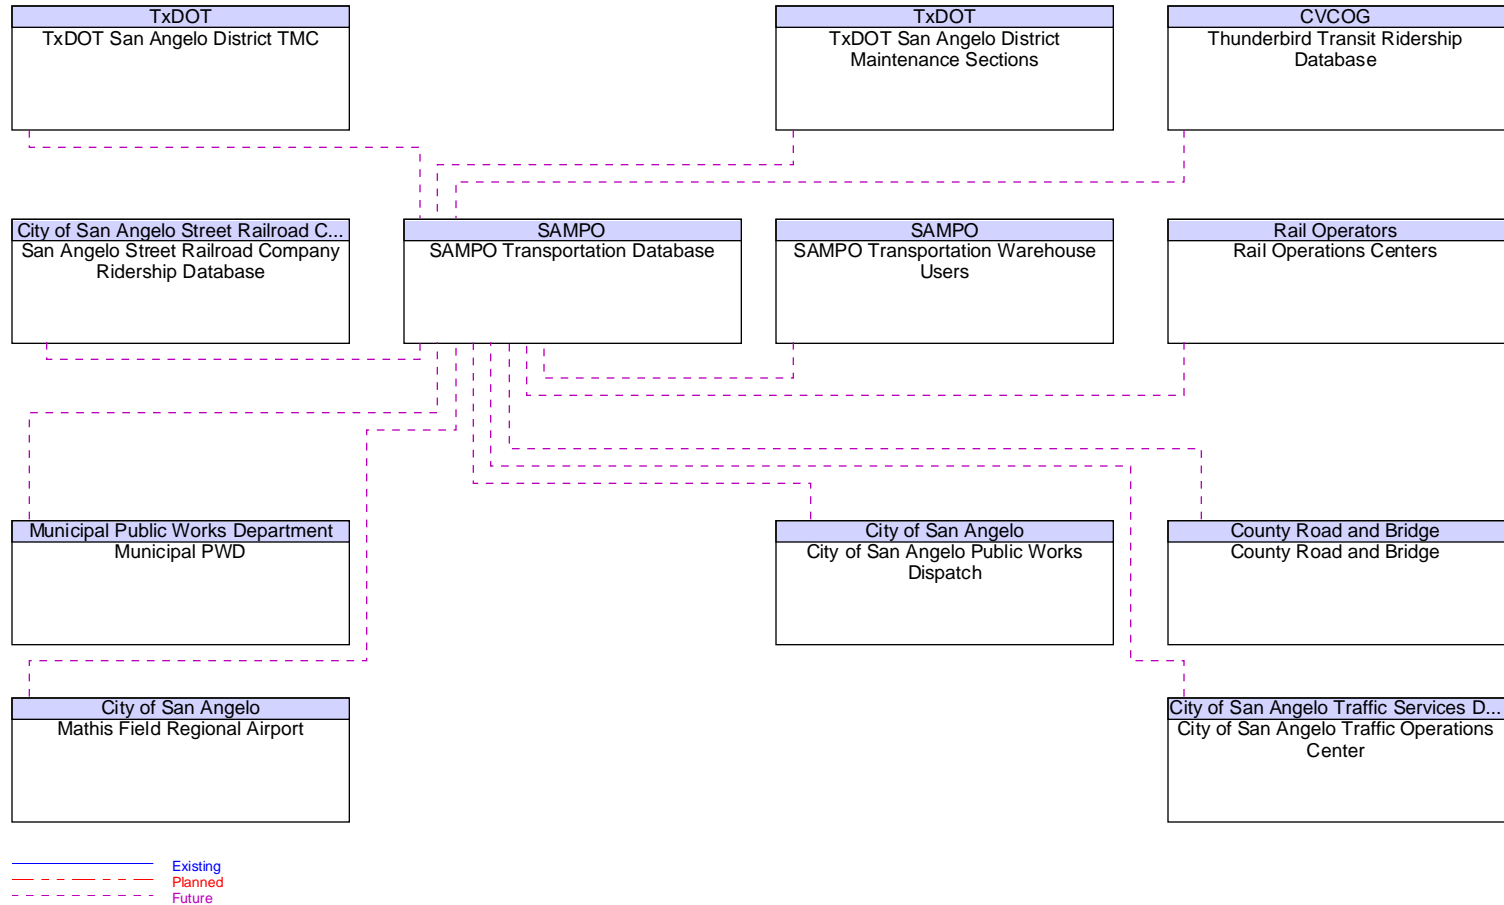 TxDOT
TxDOT San Angelo District TMC
TxDOT
TxDOT San Angelo District
Maintenance Sections
CVCOG
Thunderbird Transit Ridership
Database
City of San Angelo Street Railroad C...
San Angelo Street Railroad Company
Ridership Database
SAMPO
SAMPO Transportation Database
SAMPO
SAMPO Transportation Warehouse
Users
Rail Operators
Rail Operations Centers
Municipal Public Works Department
Municipal PWD
City of San Angelo
City of San Angelo Public Works
Dispatch
County Road and Bridge
County Road and Bridge
City of San Angelo
Mathis Field Regional Airport
City of San Angelo Traffic Services D...
City of San Angelo Traffic Operations
Center
Existing
Planned
Future